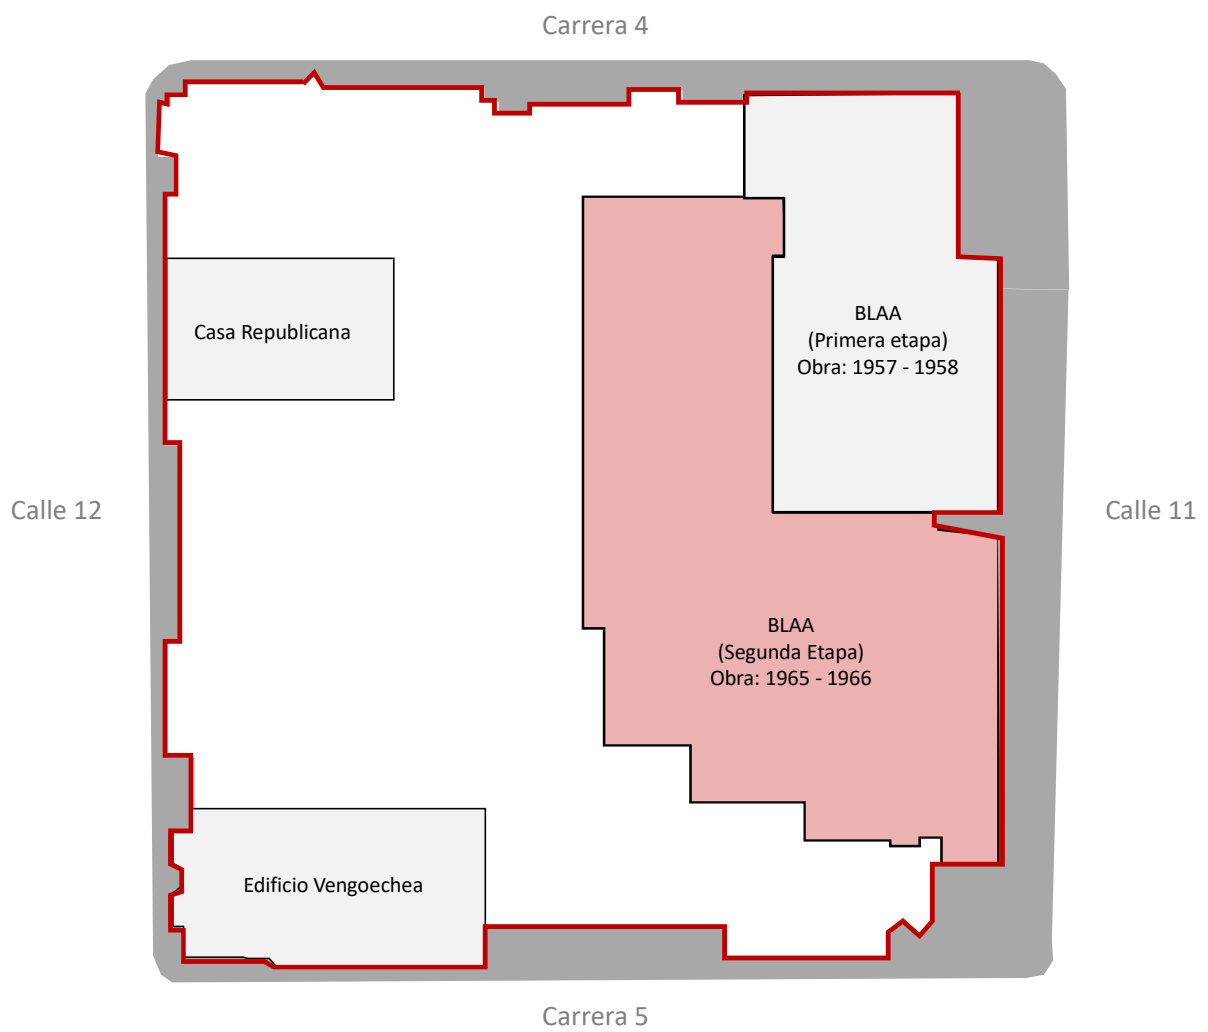 Carrera 4
Casa Republicana
BLAA
(Primera etapa)
Obra: 1957 - 1958
Calle 12
Calle 11
BLAA
(Segunda Etapa)
Obra: 1965 - 1966
Edificio Vengoechea
Carrera 5